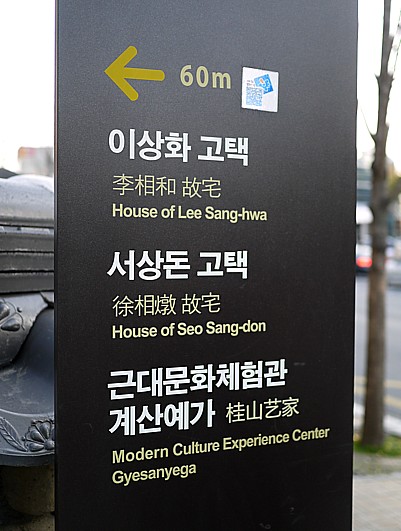 60m
이상화 고택
李相和 故宅
House of Lee Sang-hwa
서상돈 고택
徐相燉 故宅
House of Seo Sang-don
근대문화체험관
계산예가 桂山艺家
Modern Culture Experience Center
Gyesanyega